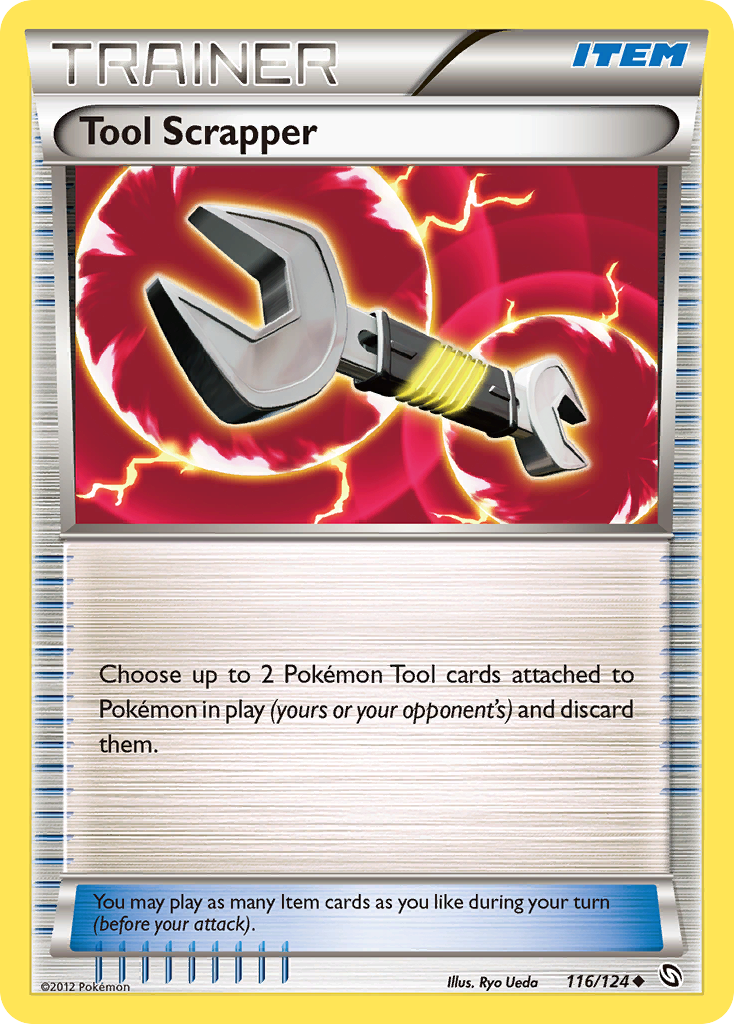 TRAINER
ITEM
Tool Scrapper
Choose up to 2 Pokémon Tool cards attached to
Pokémon in play (yours or your opponent's) and discard
them.
You may play as many Item cards as you like during your turn
(before your attack).
©2012 Pokémon
Illus. Ryo Ueda
116/124